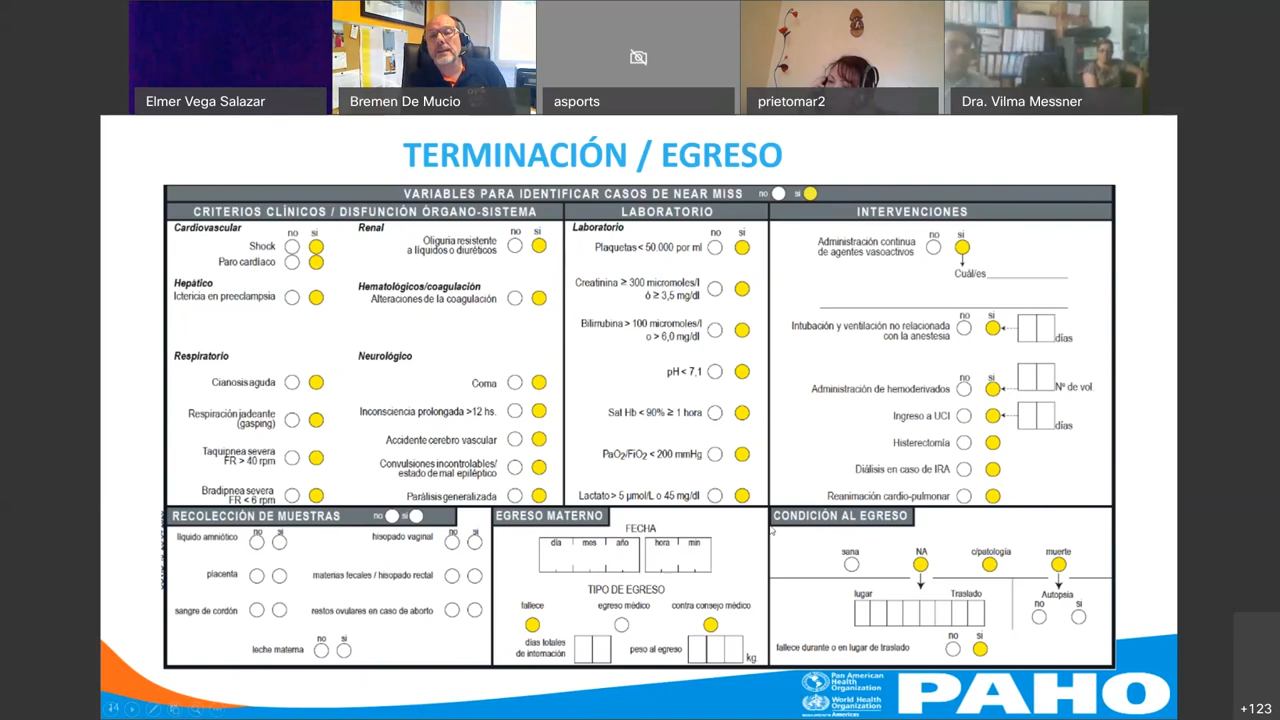 Elmer Vega Salazar
Bremen De Mucio
asports
prietomar2
Dra. Vilma Messner
TERMINACIÓN / EGRESO
VARIABLES PARA IDENTIFICAR CASOS DE NEAR MISS no si
CRITERIOS CLÍNICOS / DISFUNCIÓN ÓRGANO-SISTEMA
Cardiovascular
no si
Shock
Paro cardíaco
Hepático
Ictericia en preeclampsia
Respiratorio
Cianosis aguda
Respiración jadeante
(gasping)
Taquipnea severa
FR > 40 rpm
Bradipnea severa
FR < 6 rpm
Renal
no si
Oliguria resistente
a líquidos o diuréticos
Hematológicos/coagulación
Alteraciones de la coagulación
Neurológico
Coma
Inconsciencia prolongada >12 hs.
Accidente cerebro vascular
Convulsiones incontrolables/
estado de mal epiléptico
Parálisis generalizada
LABORATORIO
Laboratorio
no si
Plaquetas < 50.000 por ml
Creatinina ≥ 300 micromoles/l
ó ≥ 3,5 mg/dl
Bilirrubina > 100 micromoles/l
o > 6,0 mg/dl
pH < 7,1
Sat Hb < 90% ≥ 1 hora
PaO2/FiO2 < 200 mmHg
Lactato > 5 µmol/L o 45 mg/dl
INTERVENCIONES
no si
Administración continua
de agentes vasoactivos
Cuál/es
no si
Intubación y ventilación no relacionada
con la anestesia
días
no si
Administración de hemoderivados
Nº de vol.
Ingreso a UCI
días
Histerectomía
Diálisis en caso de IRA
Reanimación cardio-pulmonar
RECOLECCIÓN DE MUESTRAS no si
no si
líquido amniótico
placenta
sangre de cordón
no si
hisopado vaginal
materias fecales / hisopado rectal
restos ovulares en caso de aborto
no si
leche materna
EGRESO MATERNO
FECHA
día mes año hora min
TIPO DE EGRESO
fallece egreso médico contra consejo médico
días totales
de internación
peso al egreso
kg.
CONDICIÓN AL EGRESO
sana NA c/patología muerte
lugar Traslado
Autopsia
no si
no si
fallece durante o en lugar de traslado
Pan American
Health
Organization
World Health
Organization
Americas
PAHO
+123